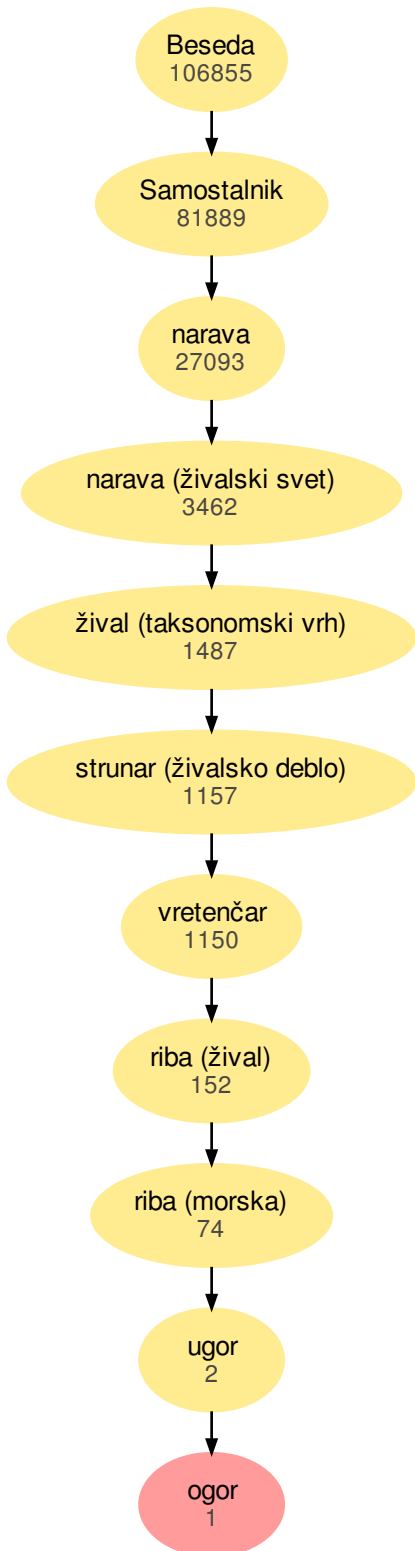 Beseda
106855
Samostalnik
81889
narava
27093
narava (živalski svet)
3462
žival (taksonomski vrh)
1487
strunar (živalsko deblo)
1157
vretenčar
1150
riba (žival)
152
riba (morska)
74
ugor
2
ogor
1